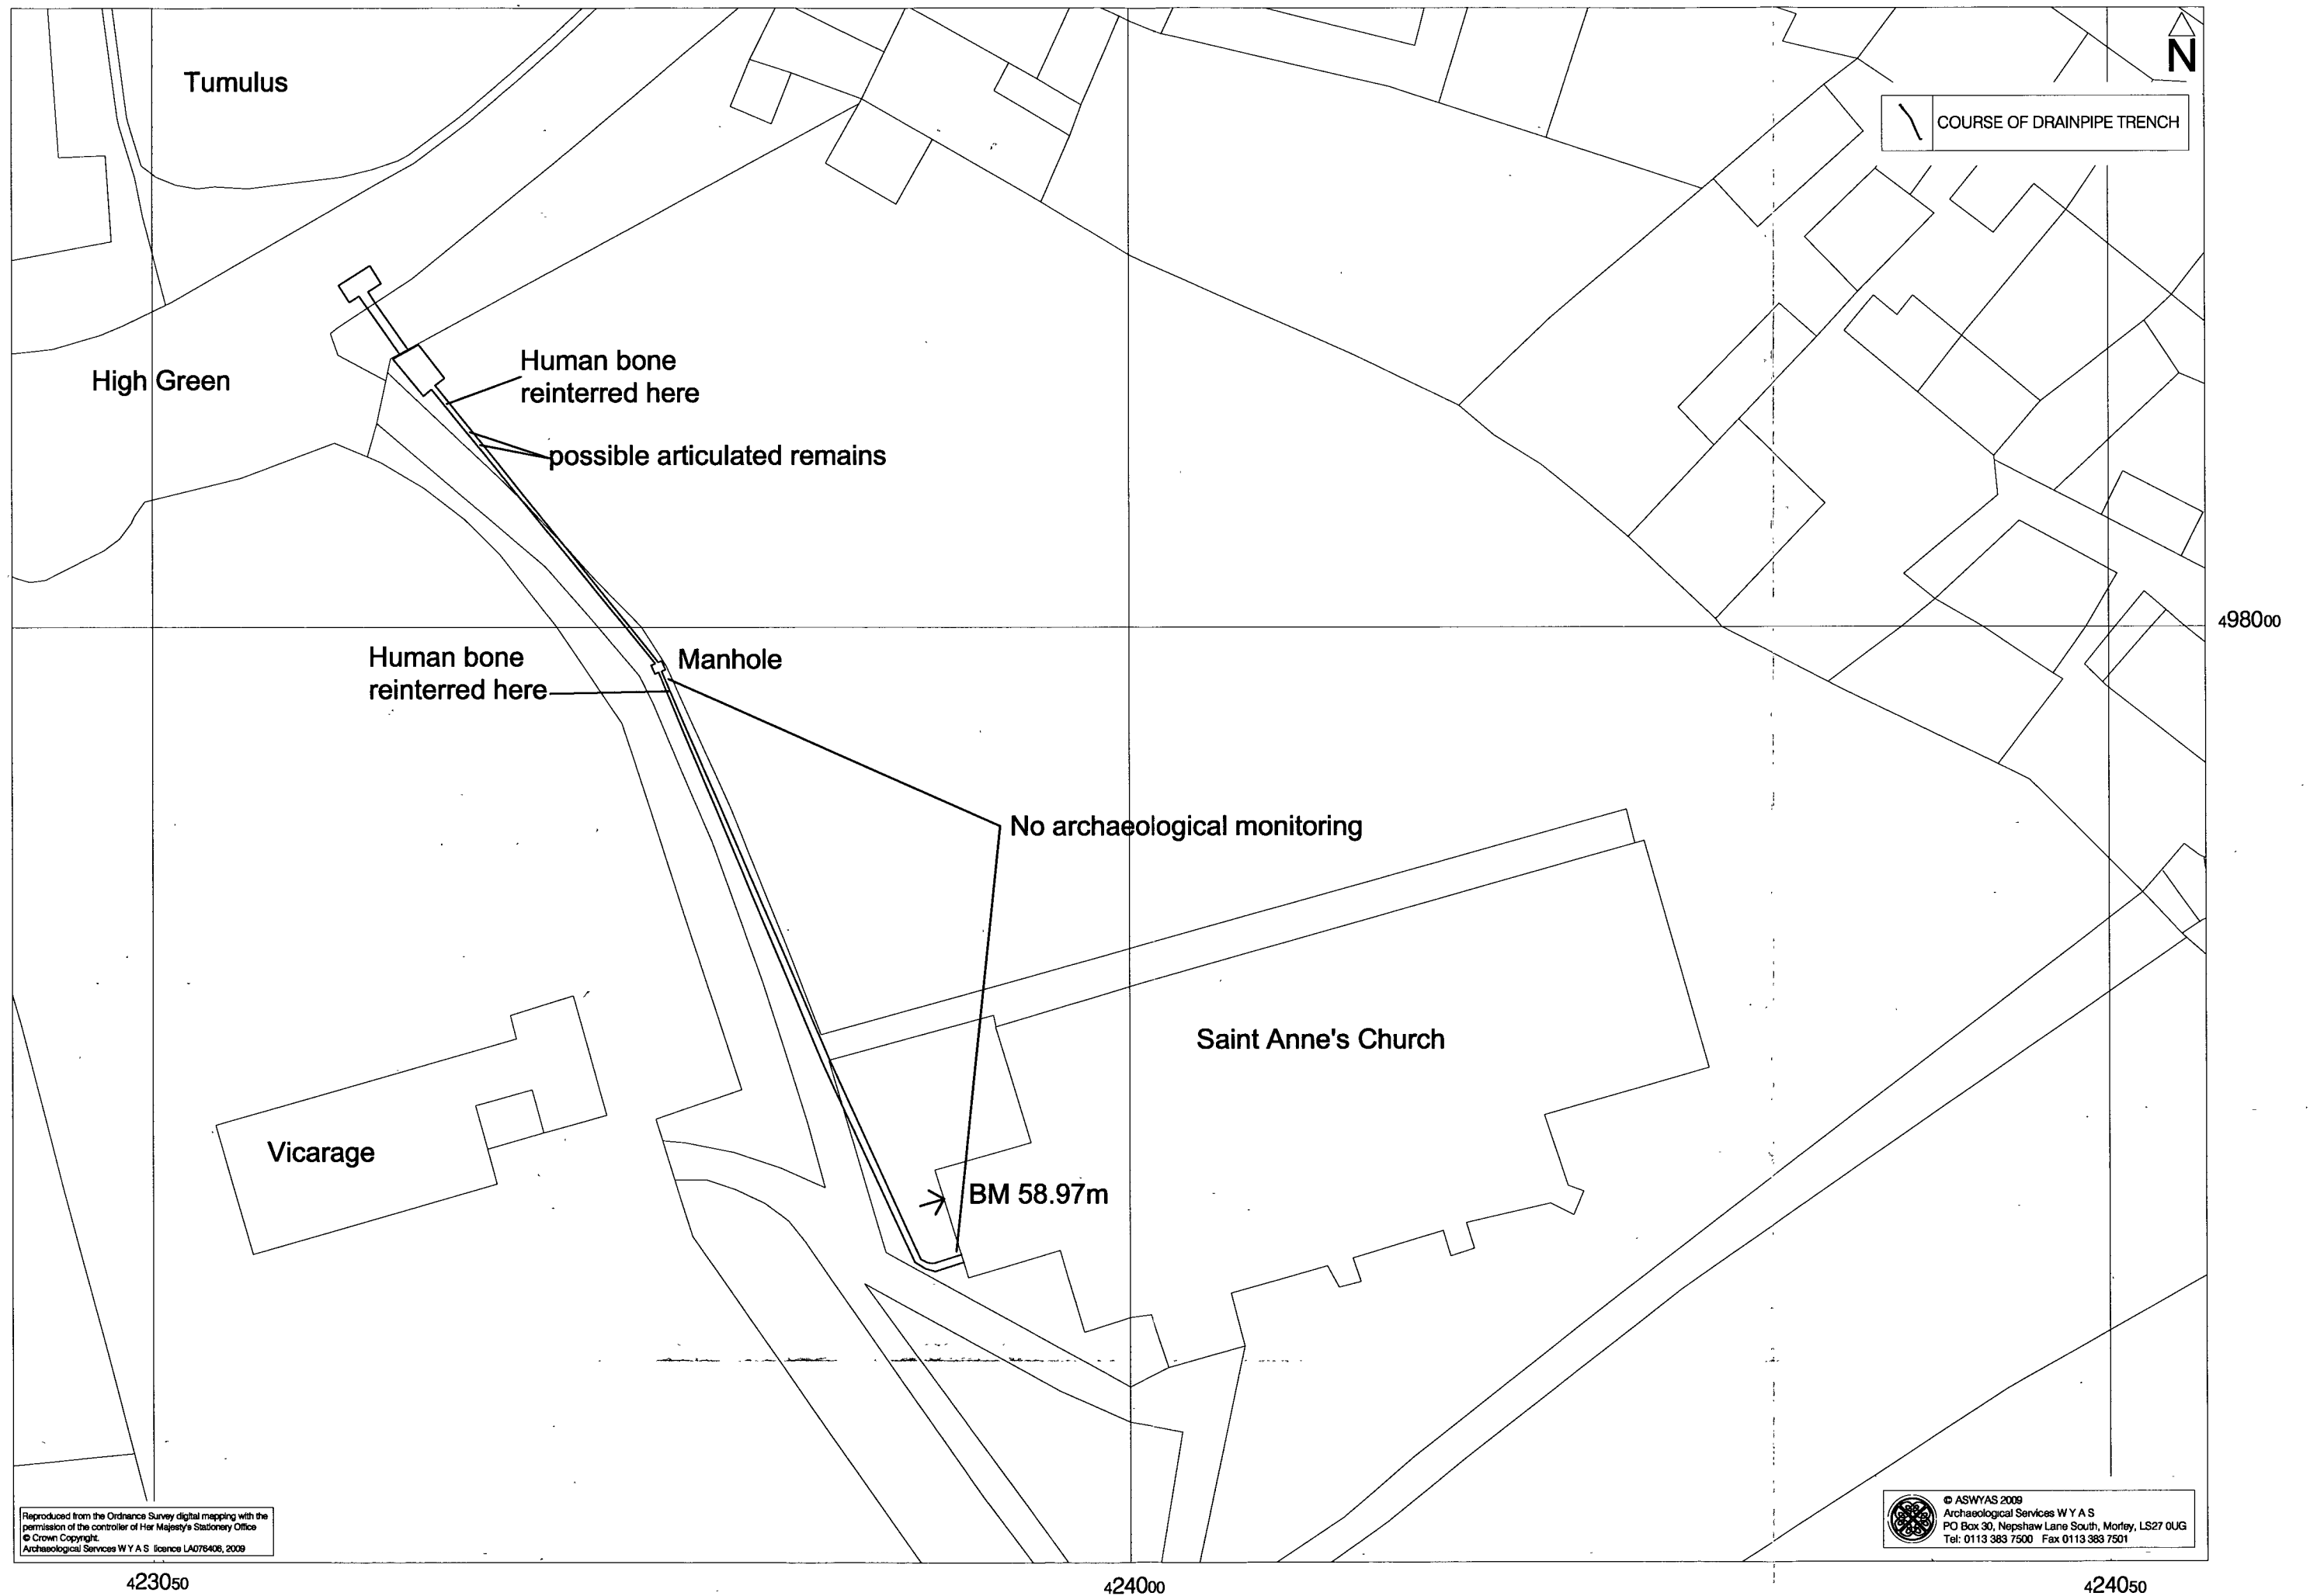 Tumulus
N
COURSE OF DRAINPIPE TRENCH
High Green
Human bone
reinterred here
possible articulated remains
498000
Manhole
Human bone
reinterred here
No archaeological monitoring
Saint Anne's Church
Vicarage
BM 58.97m
Reproduced from the Ordnance Survey digital mapping with the
permission of the controller of Her Majesty's Stationery Office
© Crown Copyright.
Archaeological Services W Y A S licence LA076406, 2009
© ASWYAS 2009
Archaeological Services W Y A S
PO Box 30, Nepshaw Lane South, Morley, LS27 0UG
Tel: 0113 383 7500 Fax 0113 383 7501
423050
424000
424050